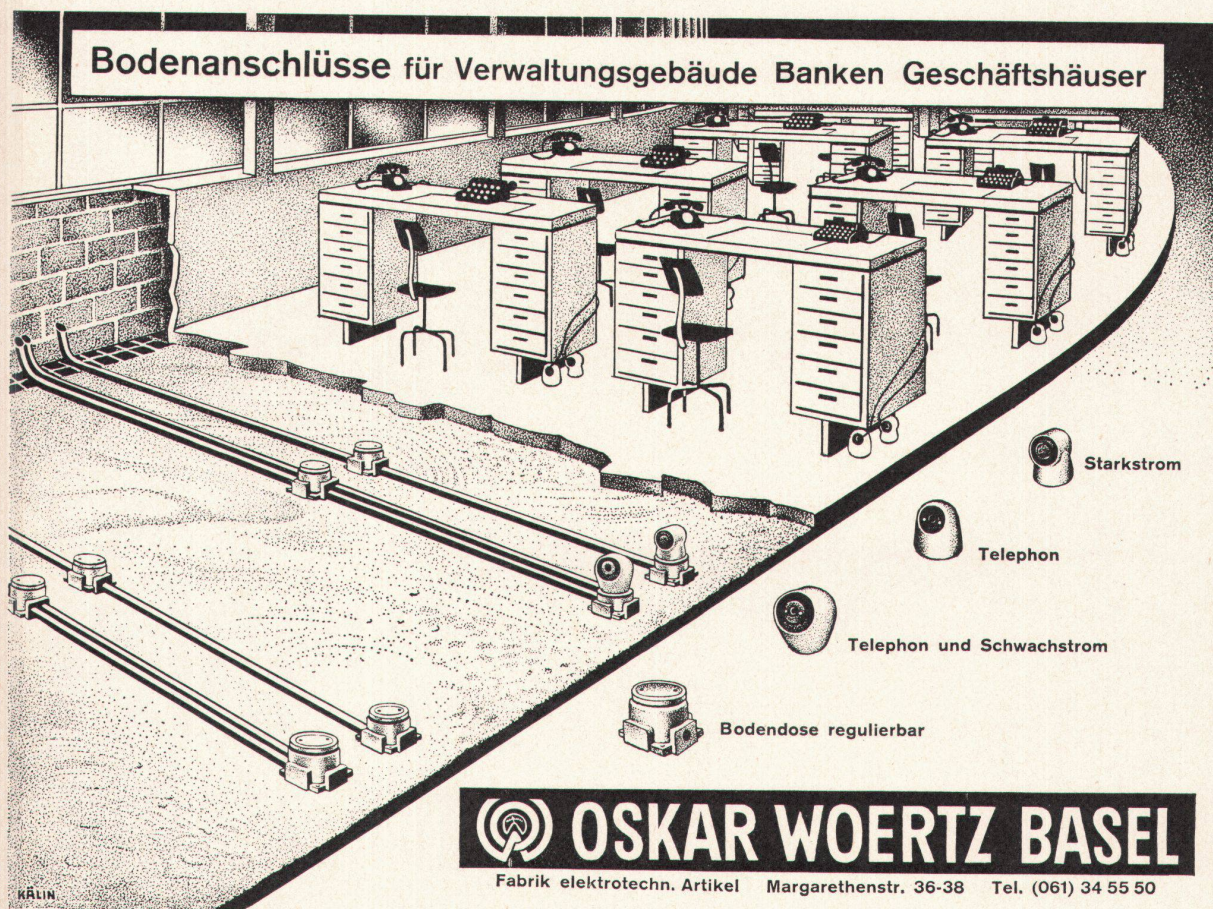 Bodenanschlüsse für Verwaltungsgebäude Banken Geschäftshäuser
Starkstrom
Telephon
Telephon und Schwachstrom
Bodendose regulierbar
OSKAR WOERTZ BASEL
Fabrik elektrotechn. Artikel Margarethenstr. 36-38 Tel. (061) 34 55 50
KÄLIN